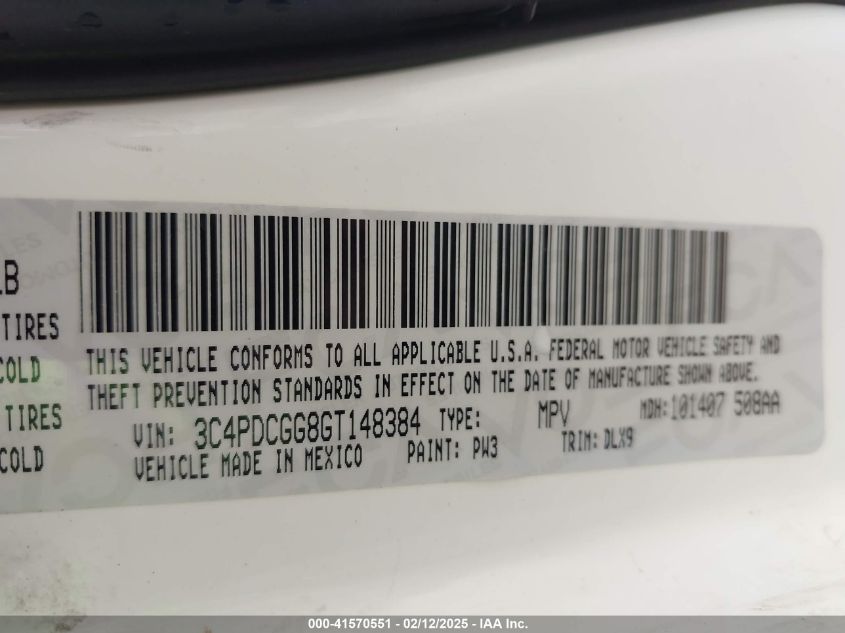 LB
TIRES
COLD
TIRES
COLD
THIS VEHICLE CONFORMS TO ALL APPLICABLE U.S.A. FEDERAL MOTOR VEHICLE SAFETY AND
THEFT PREVENTION STANDARDS IN EFFECT ON THE DATE OF MANUFACTURE SHOWN ABOVE.
VIN: 3C4PDCGG8GT148384 TYPE: MPV MDH: 101407 508AA
VEHICLE MADE IN MEXICO PAINT: PW3 TRIM: DLX9
000-41570551 - 02/12/2025 - IAA Inc.